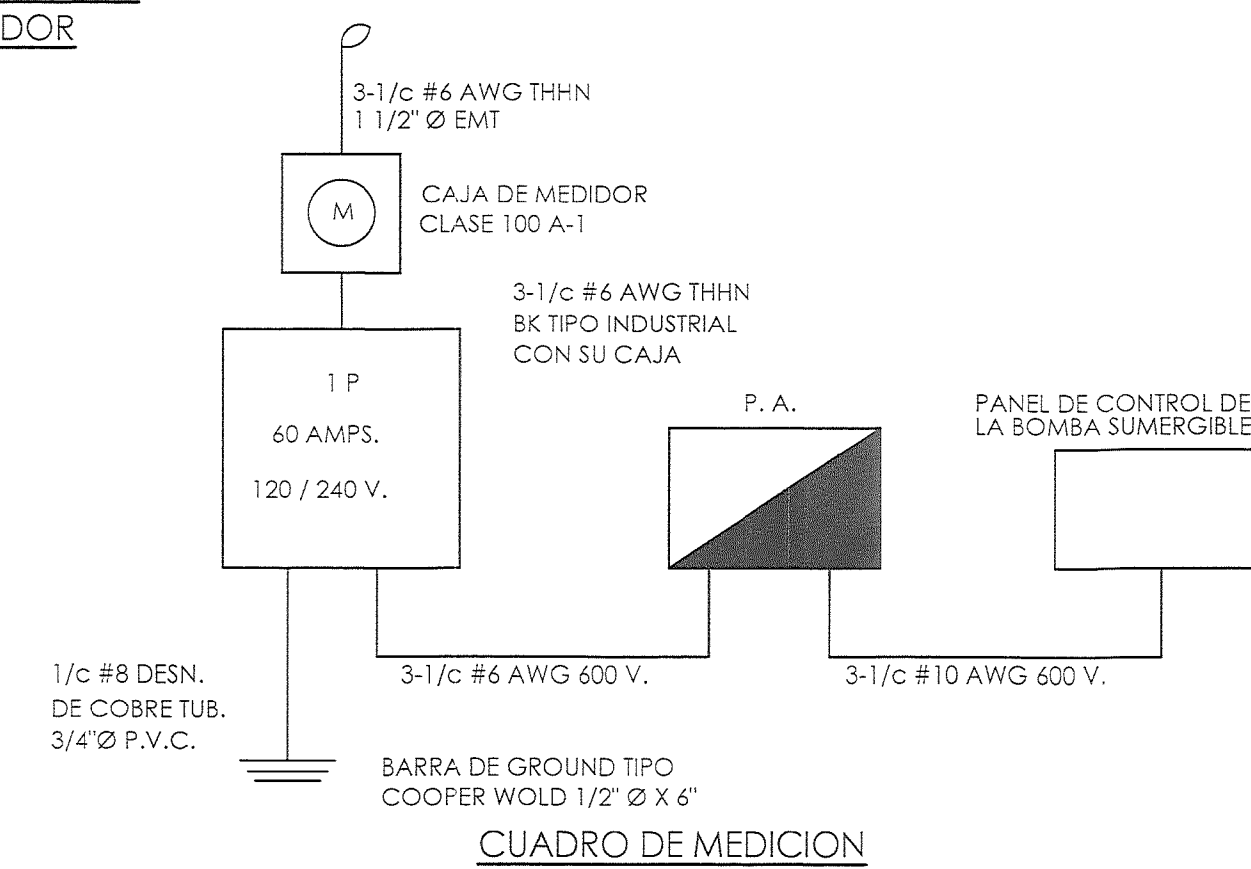 DOR
3-1/c #6 AWG THHN
1 1/2" Ø EMT
M
CAJA DE MEDIDOR
CLASE 100 A-1
3-1/c #6 AWG THHN
BK TIPO INDUSTRIAL
CON SU CAJA
1 P
60 AMPS.
120 / 240 V.
P. A.
PANEL DE CONTROL DE
LA BOMBA SUMERGIBLE
3-1/c #6 AWG 600 V.
3-1/c #10 AWG 600 V.
1/c #8 DESN.
DE COBRE TUB.
3/4"Ø P.V.C.
BARRA DE GROUND TIPO
COOPER WOLD 1/2" Ø X 6"
CUADRO DE MEDICION